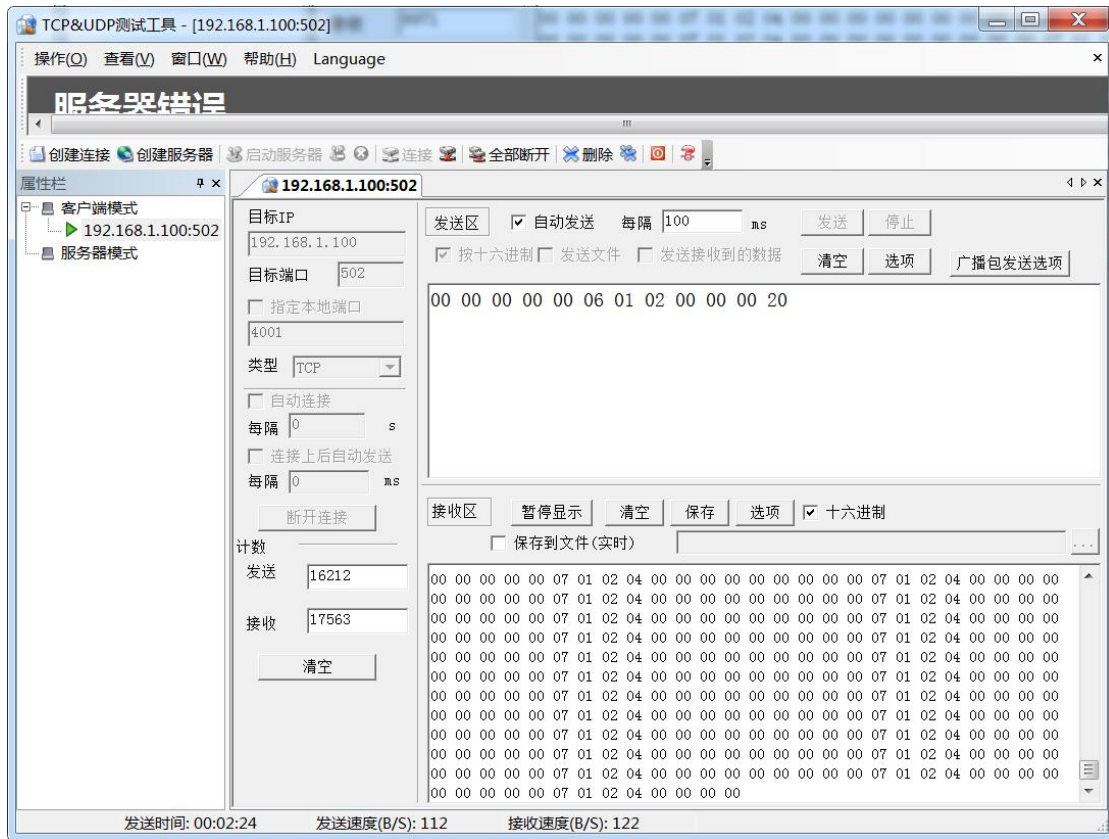 TCP&UDP测试工具 - [192.168.1.100:502]
操作(O) 查看(V) 窗口(W) 帮助(H) Language
服务器错误
创建连接 创建服务器 启动服务器 连接 全部断开 删除
属性栏
客户端模式
192.168.1.100:502
服务器模式
192.168.1.100:502
目标IP
192.168.1.100
目标端口 502
指定本地端口
4001
类型 TCP
自动连接
每隔 0 s
连接上后自动发送
每隔 0 ms
断开连接
计数
发送 16212
接收 17563
清空
发送区 自动发送 每隔 100 ms 发送 停止
按十六进制 发送文件 发送接收到的数据 清空 选项 广播包发送选项
00 00 00 00 00 06 01 02 00 00 00 20
接收区 暂停显示 清空 保存 选项 十六进制
保存到文件(实时) ...
00 00 00 00 00 07 01 02 04 00 00 00 00 00 00 00 00 00 07 01 02 04 00 00 00 00
00 00 00 00 00 07 01 02 04 00 00 00 00 00 00 00 00 00 07 01 02 04 00 00 00 00
00 00 00 00 00 07 01 02 04 00 00 00 00 00 00 00 00 00 07 01 02 04 00 00 00 00
00 00 00 00 00 07 01 02 04 00 00 00 00 00 00 00 00 00 07 01 02 04 00 00 00 00
00 00 00 00 00 07 01 02 04 00 00 00 00 00 00 00 00 00 07 01 02 04 00 00 00 00
00 00 00 00 00 07 01 02 04 00 00 00 00 00 00 00 00 00 07 01 02 04 00 00 00 00
00 00 00 00 00 07 01 02 04 00 00 00 00 00 00 00 00 00 07 01 02 04 00 00 00 00
00 00 00 00 00 07 01 02 04 00 00 00 00 00 00 00 00 00 07 01 02 04 00 00 00 00
00 00 00 00 00 07 01 02 04 00 00 00 00 00 00 00 00 00 07 01 02 04 00 00 00 00
00 00 00 00 00 07 01 02 04 00 00 00 00 00 00 00 00 00 07 01 02 04 00 00 00 00
00 00 00 00 00 07 01 02 04 00 00 00 00 00 00 00 00 00 07 01 02 04 00 00 00 00
00 00 00 00 00 07 01 02 04 00 00 00 00
发送时间: 00:02:24 发送速度(B/S): 112 接收速度(B/S): 122